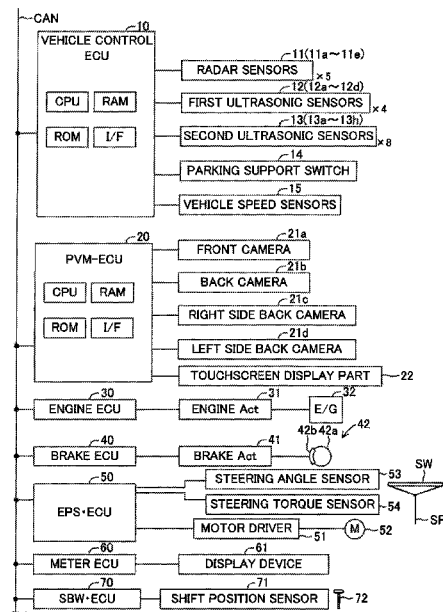 CAN
10
VEHICLE CONTROL
ECU
CPU RAM
ROM I/F
11(11a~11e)
RADAR SENSORS ×5
12(12a~12d)
FIRST ULTRASONIC SENSORS ×4
13(13a~13h)
SECOND ULTRASONIC SENSORS ×8
14
PARKING SUPPORT SWITCH
15
VEHICLE SPEED SENSORS
20
PVM-ECU
CPU RAM
ROM I/F
21a
FRONT CAMERA
21b
BACK CAMERA
21c
RIGHT SIDE BACK CAMERA
21d
LEFT SIDE BACK CAMERA
TOUCHSCREEN DISPLAY PART
22
30 31 32
ENGINE ECU ENGINE Act E/G
40 41 42b 42a 42
BRAKE ECU BRAKE Act
50
EPS・ECU
STEERING ANGLE SENSOR 53
STEERING TORQUE SENSOR 54
MOTOR DRIVER 51
M 52
SW
SF
60 61
METER ECU DISPLAY DEVICE
70 71
SBW・ECU SHIFT POSITION SENSOR 72